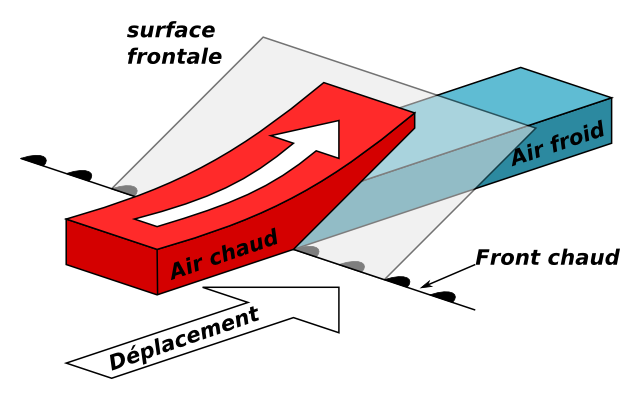 surface
frontale
Air froid
Air chaud
Front chaud
Déplacement